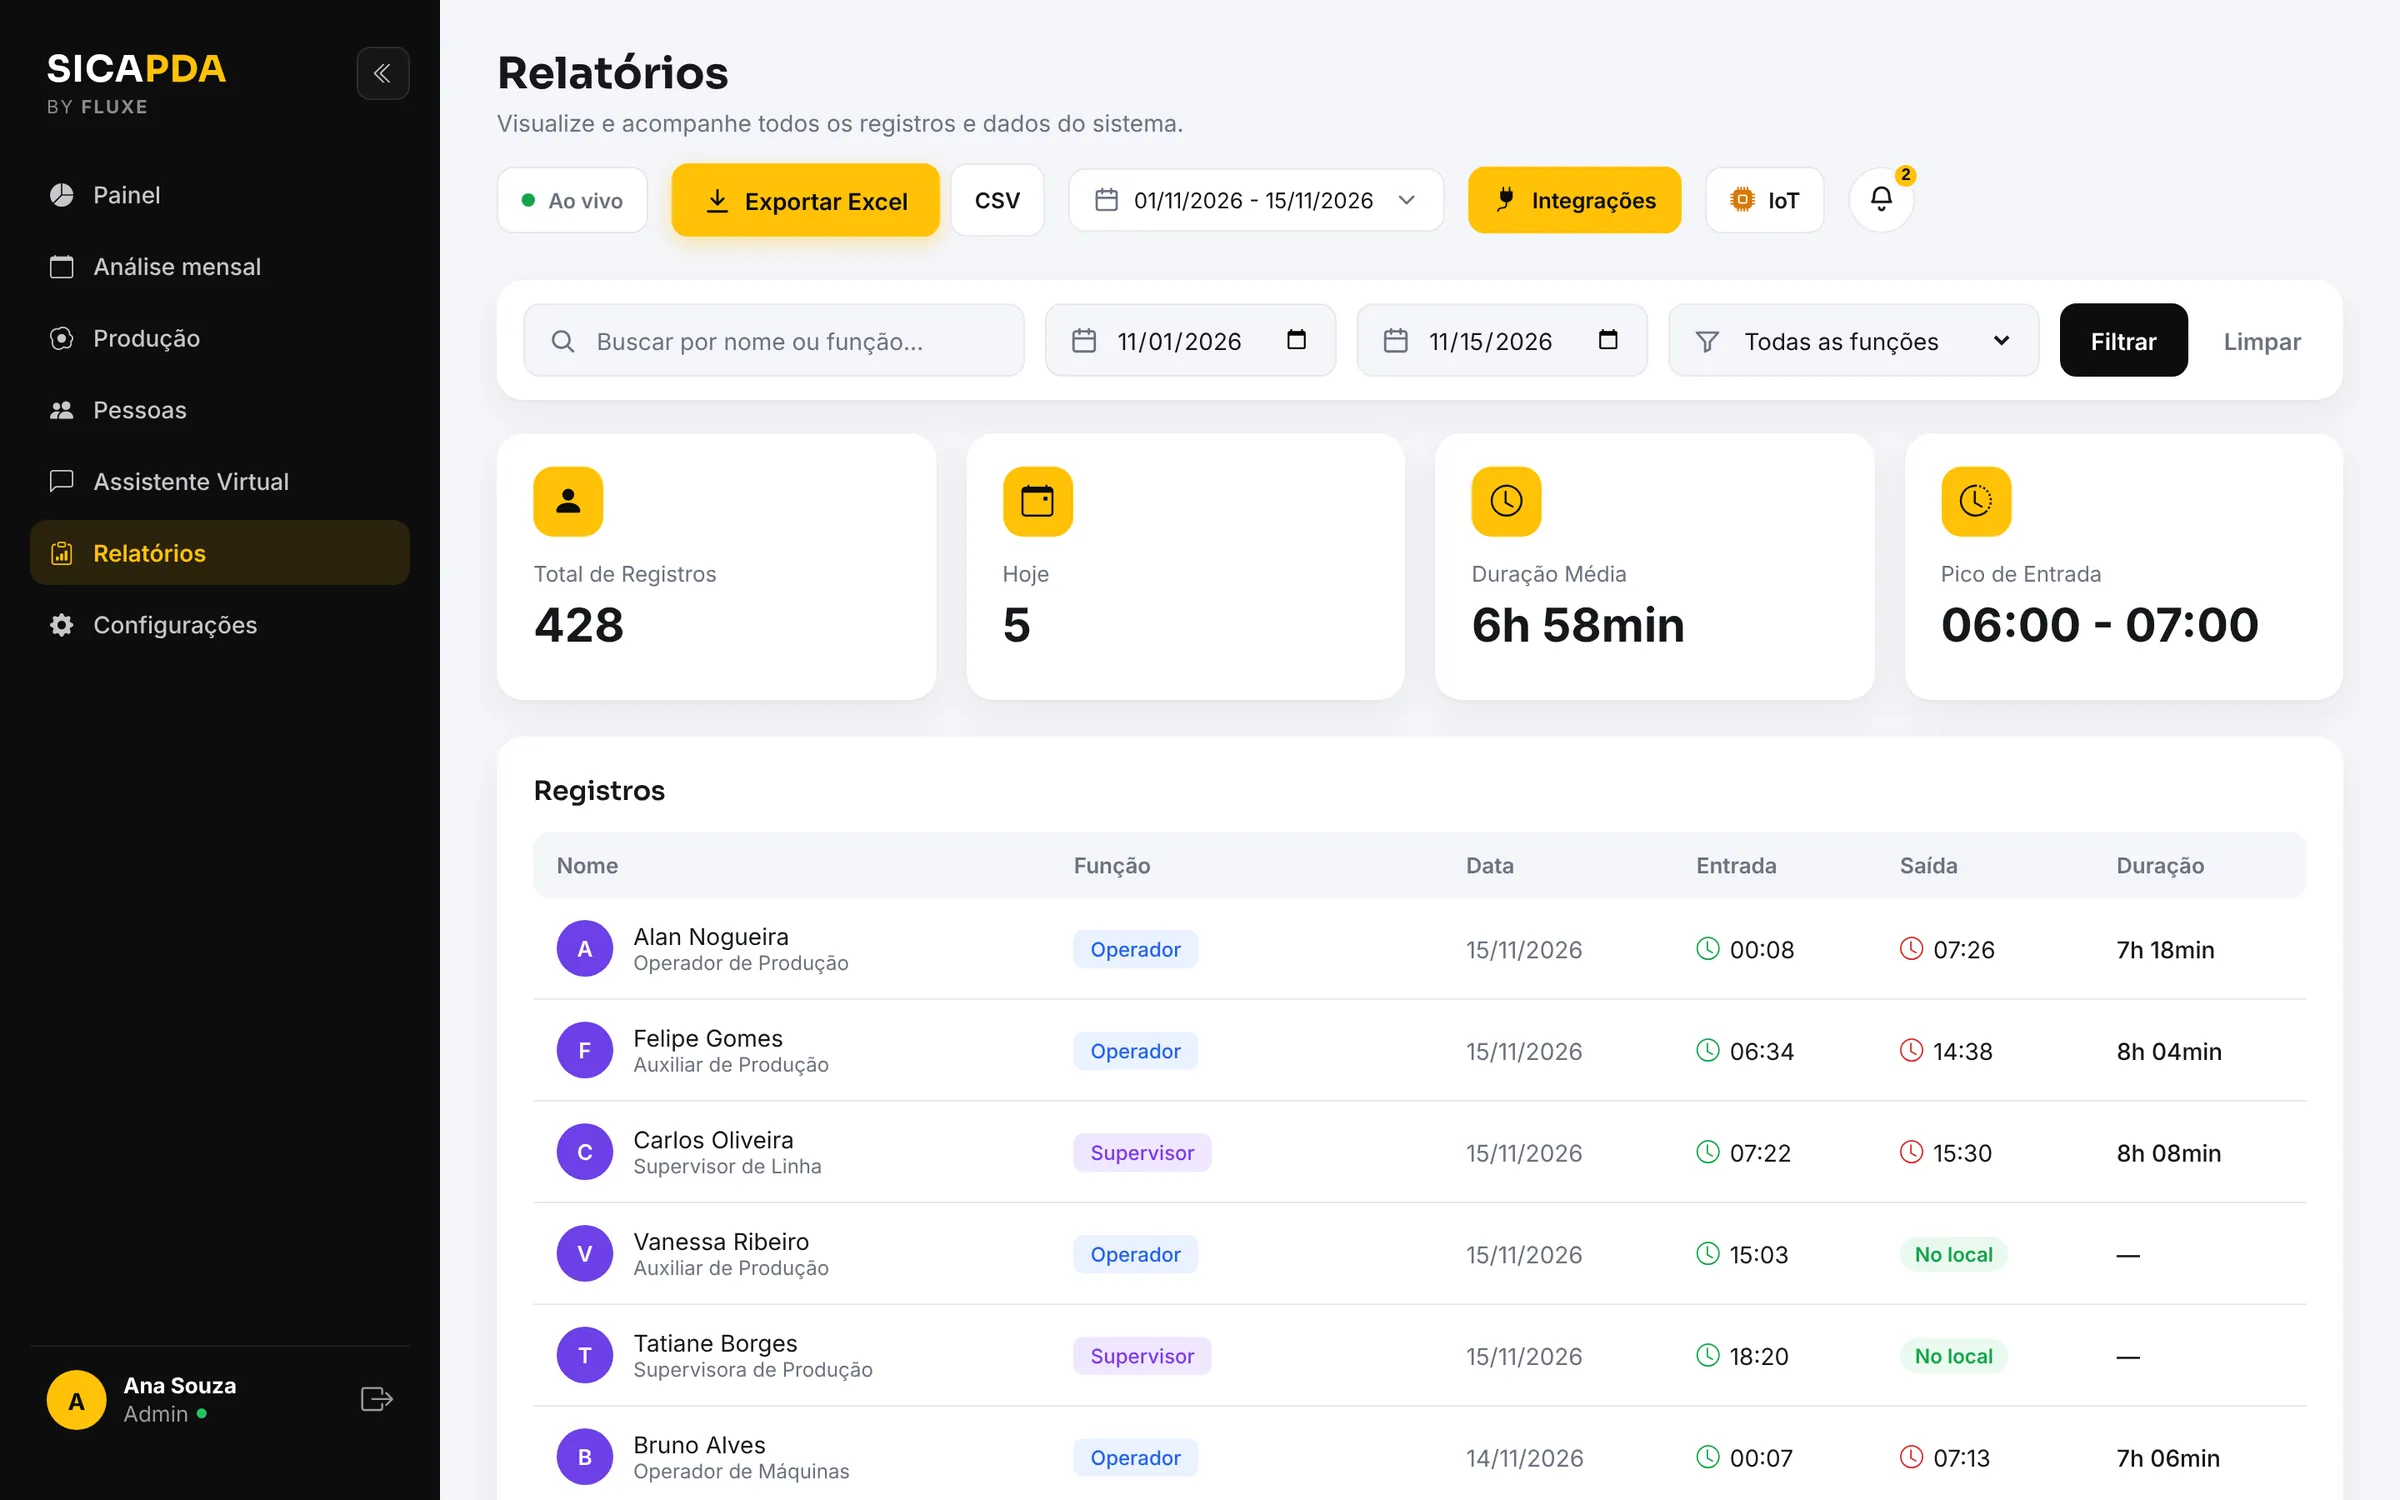 SICAPDA
BY FLUXE
Painel
Análise mensal
Produção
Pessoas
Assistente Virtual
Relatórios
Configurações
A
Ana Souza
Admin
Relatórios
Visualize e acompanhe todos os registros e dados do sistema.
Ao vivo
Exportar Excel
CSV
01/11/2026 - 15/11/2026
Integrações
IoT
2
Buscar por nome ou função...
11/01/2026
11/15/2026
Todas as funções
Filtrar
Limpar
Total de Registros
428
Hoje
5
Duração Média
6h 58min
Pico de Entrada
06:00 - 07:00
Registros
Nome Função Data Entrada Saída Duração
A Alan Nogueira Operador 15/11/2026 00:08 07:26 7h 18min
Operador de Produção
F Felipe Gomes Operador 15/11/2026 06:34 14:38 8h 04min
Auxiliar de Produção
C Carlos Oliveira Supervisor 15/11/2026 07:22 15:30 8h 08min
Supervisor de Linha
V Vanessa Ribeiro Operador 15/11/2026 15:03 No local —
Auxiliar de Produção
T Tatiane Borges Supervisor 15/11/2026 18:20 No local —
Supervisora de Produção
B Bruno Alves Operador 14/11/2026 00:07 07:13 7h 06min
Operador de Máquinas